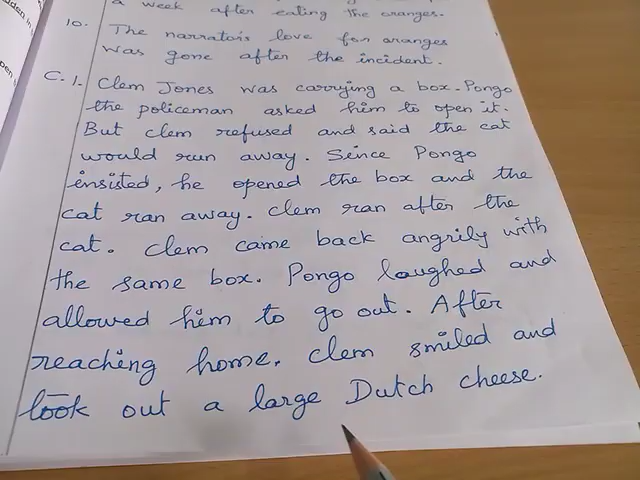 a week after eating the oranges.
10. The narrator's love for oranges
was gone after the incident.
C. 1. Clem Jones was carrying a box. Pongo
the policeman asked him to open it.
But clem refused and said the cat
would run away. Since Pongo
insisted, he opened the box and the
cat ran away. clem ran after the
cat. clem came back angrily with
the same box. Pongo laughed and
allowed him to go out. After
reaching home, clem smiled and
took out a large Dutch cheese.